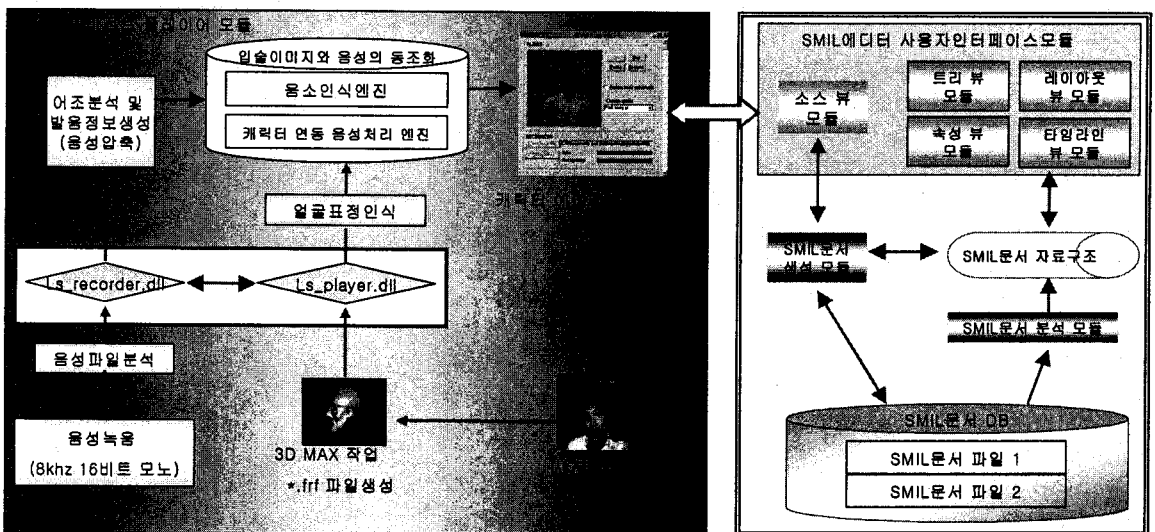 플레이어 모듈
입술이미지와 음성의 동조화
음소인식엔진
캐릭터 연동 음성처리 엔진
어조분석 및
발음정보생성
(음성압축)
얼굴표정인식
캐릭터
Ls_recorder.dll
Ls_player.dll
음성파일분석
음성녹음
(8khz 16비트 모노)
3D MAX 작업
*.frf 파일생성
SMIL에디터 사용자인터페이스모듈
소스 뷰
모듈
트리 뷰
모듈
레이아웃
뷰 모듈
속성 뷰
모듈
타임라인
뷰 모듈
SMIL문서
생성 모듈
SMIL문서 자료구조
SMIL문서 분석 모듈
SMIL문서 DB
SMIL문서 파일 1
SMIL문서 파일 2